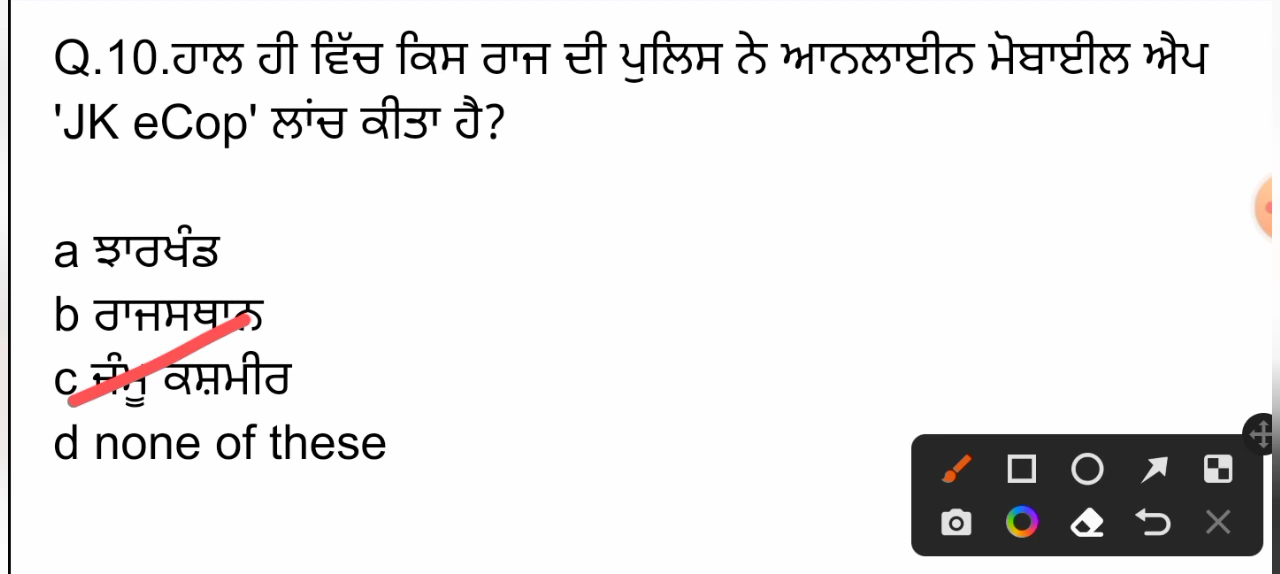 Q.10.ਹਾਲ ਹੀ ਵਿੱਚ ਕਿਸ ਰਾਜ ਦੀ ਪੁਲਿਸ ਨੇ ਆਨਲਾਈਨ ਮੋਬਾਈਲ ਐਪ
'JK eCop' ਲਾਂਚ ਕੀਤਾ ਹੈ?
a ਝਾਰਖੰਡ
b ਰਾਜਸਥਾਨ
c ਜੰਮੂ ਕਸ਼ਮੀਰ
d none of these